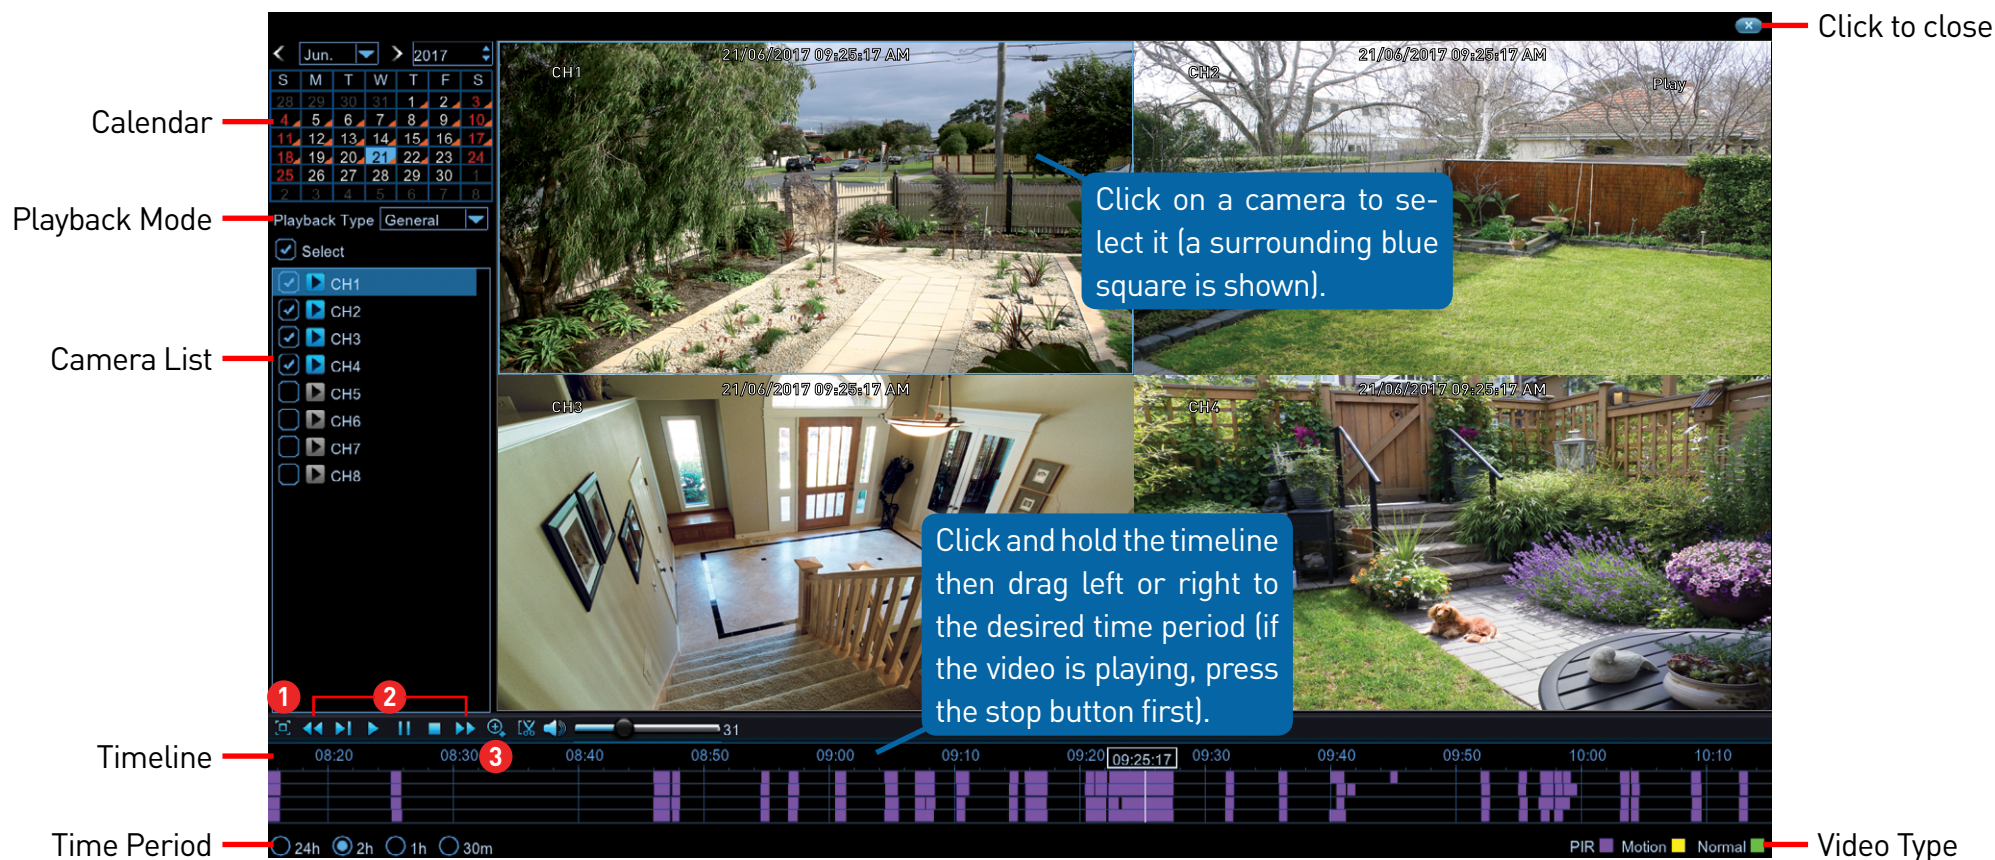 Click to close
Jun. 2017
S M T W T F S
28 29 30 31 1 2 3
4 5 6 7 8 9 10
11 12 13 14 15 16 17
18 19 20 21 22 23 24
25 26 27 28 29 30 1
2 3 4 5 6 7 8
Calendar
Playback Mode
Playback Type General
Select
CH1
CH2
CH3
CH4
CH5
CH6
CH7
CH8
Camera List
21/06/2017 09:25:17 AM
CH1
21/06/2017 09:25:17 AM
CH2
Play
Click on a camera to se-
lect it (a surrounding blue
square is shown).
21/06/2017 09:25:17 AM
CH3
21/06/2017 09:25:17 AM
CH4
Click and hold the timeline
then drag left or right to
the desired time period (if
the video is playing, press
the stop button first).
1 2
31
3
Timeline
08:20 08:30 08:40 08:50 09:00 09:10 09:20 09:25:17 09:30 09:40 09:50 10:00 10:10
Time Period
24h 2h 1h 30m
PIR Motion Normal
Video Type